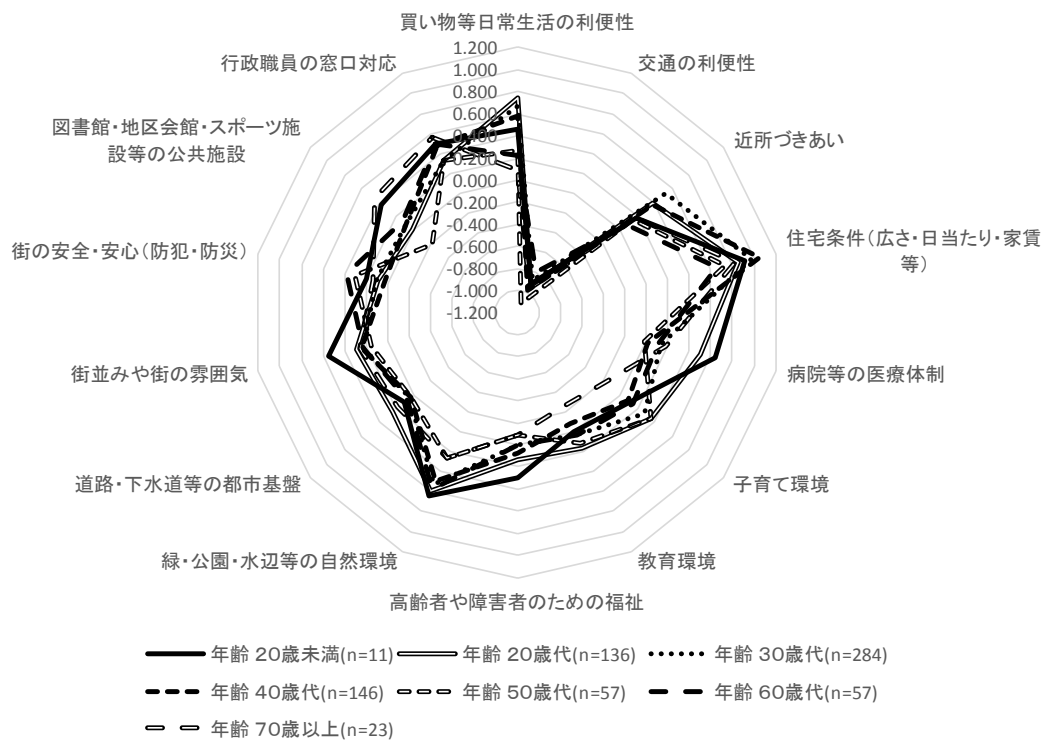 買い物等日常生活の利便性
1.200
1.000
0.800
0.600
0.400
0.200
0.000
-0.200
-0.400
-0.600
-0.800
-1.000
-1.200
交通の利便性
近所づきあい
住宅条件（広さ・日当たり・家賃
等）
病院等の医療体制
子育て環境
教育環境
高齢者や障害者のための福祉
緑・公園・水辺等の自然環境
道路・下水道等の都市基盤
街並みや街の雰囲気
街の安全・安心（防犯・防災）
図書館・地区会館・スポーツ施
設等の公共施設
行政職員の窓口対応
年齢 20歳未満(n=11)
年齢 20歳代(n=136)
年齢 30歳代(n=284)
年齢 40歳代(n=146)
年齢 50歳代(n=57)
年齢 60歳代(n=57)
年齢 70歳以上(n=23)